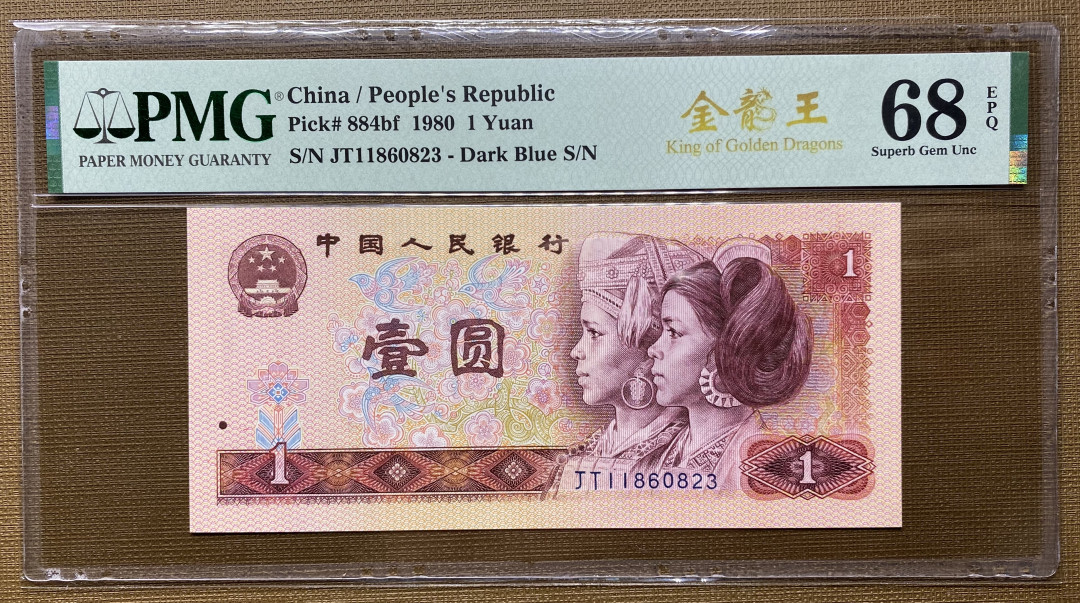 PMG®
PAPER MONEY GUARANTY
China / People's Republic
Pick# 884bf 1980 1 Yuan
S/N JT11860823 - Dark Blue S/N
金龍王
King of Golden Dragons
68
EPQ
Superb Gem Unc
中国人民银行
1
壹圆
1
JT11860823
1